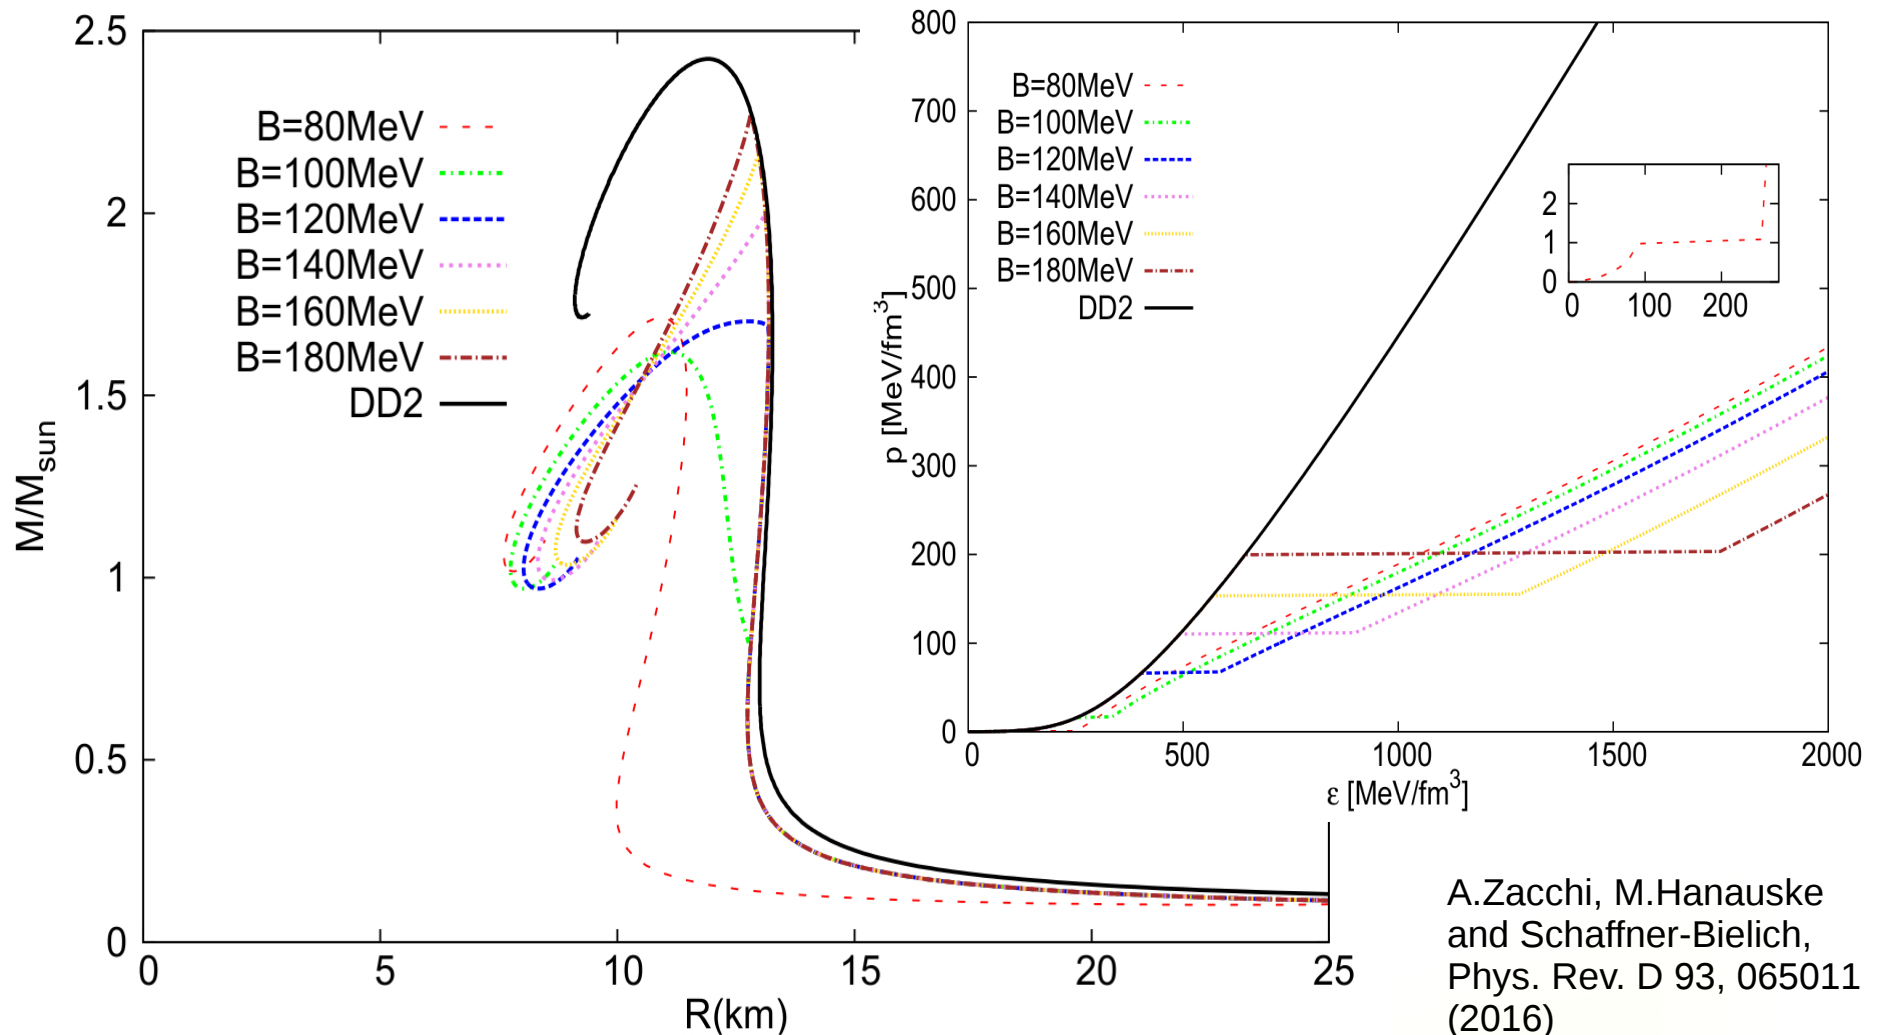 2.5
2
1.5
1
0.5
0
M/M_sun
B=80MeV
B=100MeV
B=120MeV
B=140MeV
B=160MeV
B=180MeV
DD2
0 5 10 15 20 25
R(km)
800
700
600
500
400
300
200
100
0
p [MeV/fm³]
B=80MeV
B=100MeV
B=120MeV
B=140MeV
B=160MeV
B=180MeV
DD2
2
1
0
0 100 200
0 500 1000 1500 2000
ε [MeV/fm³]
A.Zacchi, M.Hanauske
and Schaffner-Bielich,
Phys. Rev. D 93, 065011
(2016)